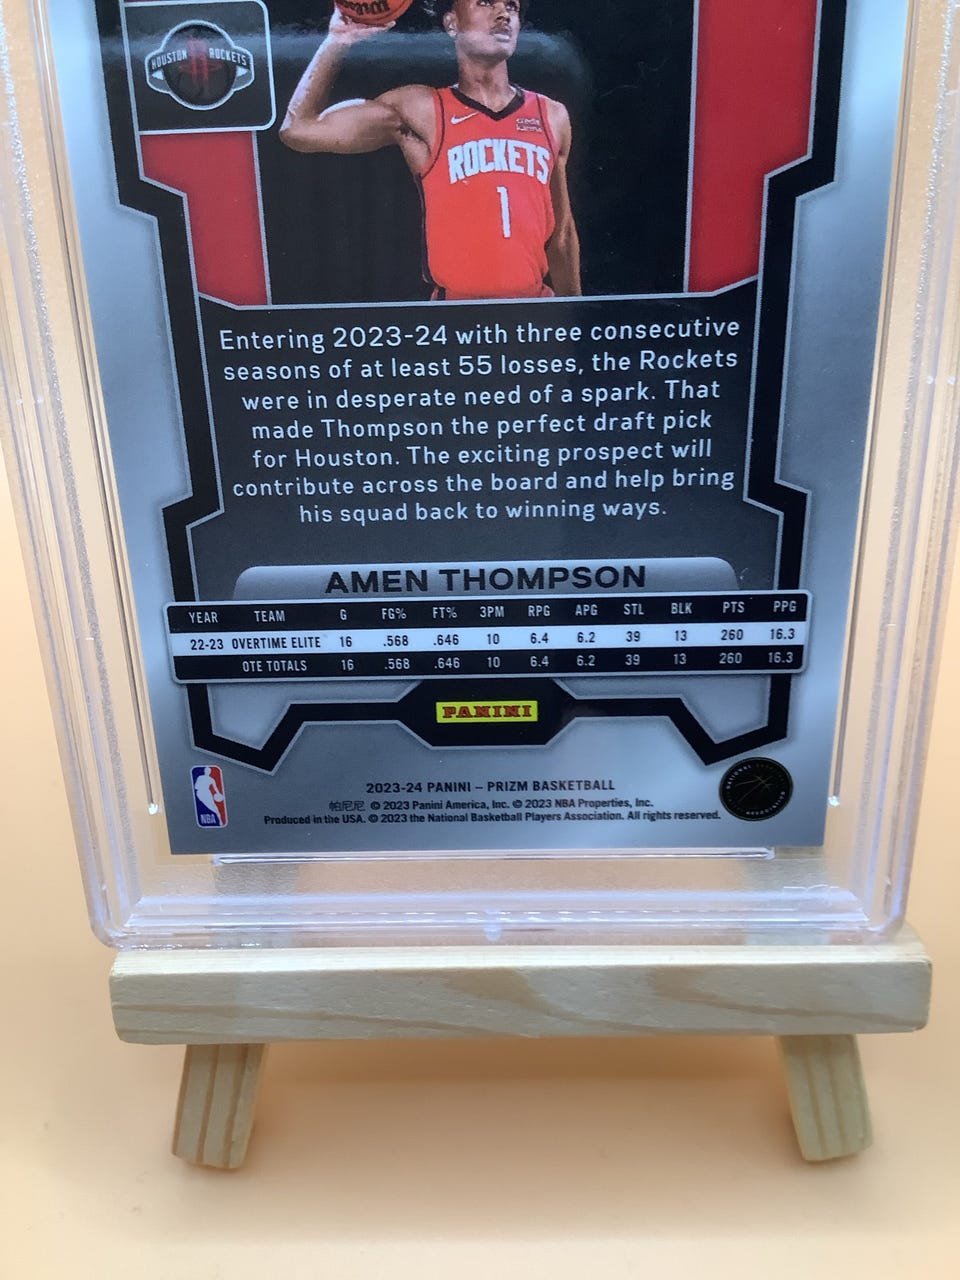 HOUSTON ROCKETS
credit karma
ROCKETS
1
Entering 2023-24 with three consecutive
seasons of at least 55 losses, the Rockets
were in desperate need of a spark. That
made Thompson the perfect draft pick
for Houston. The exciting prospect will
contribute across the board and help bring
his squad back to winning ways.
AMEN THOMPSON
YEAR TEAM G FG% FT% 3PM RPG APG STL BLK PTS PPG
22-23 OVERTIME ELITE 16 .568 .646 10 6.4 6.2 39 13 260 16.3
OTE TOTALS 16 .568 .646 10 6.4 6.2 39 13 260 16.3
PANINI
2023-24 PANINI – PRIZM BASKETBALL
帕尼尼 © 2023 Panini America, Inc. © 2023 NBA Properties, Inc.
Produced in the USA. © 2023 the National Basketball Players Association. All rights reserved.
NBA